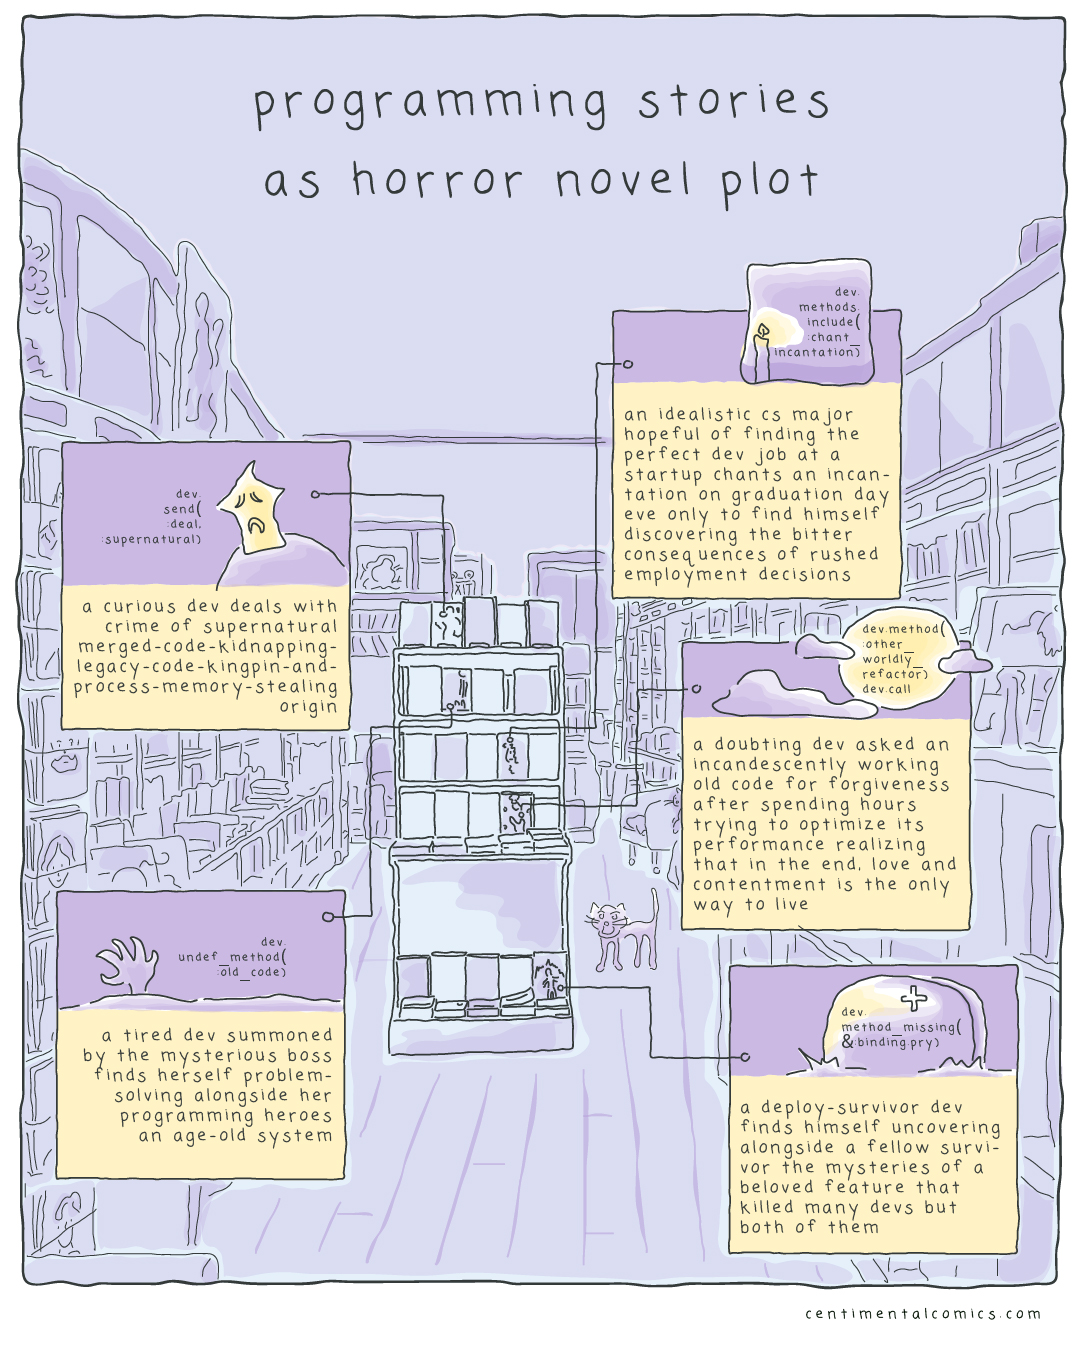 programming stories
as horror novel plot
dev.
methods.
include(
:chant_
incantation)
an idealistic cs major
hopeful of finding the
perfect dev job at a
startup chants an incan-
tation on graduation day
eve only to find himself
discovering the bitter
consequences of rushed
employment decisions
dev.
send(
:deal,
:supernatural)
a curious dev deals with
crime of supernatural
merged-code-kidnapping-
legacy-code-kingpin-and-
process-memory-stealing
origin
EXIT
dev.method(
:other_
worldly_
refactor)
dev.call
a doubting dev asked an
incandescently working
old code for forgiveness
after spending hours
trying to optimize its
performance realizing
that in the end, love and
contentment is the only
way to live
dev.
undef_method(
:old_code)
a tired dev summoned
by the mysterious boss
finds herself problem-
solving alongside her
programming heroes
an age-old system
dev.
method_missing(
&:binding.pry)
a deploy-survivor dev
finds himself uncovering
alongside a fellow survi-
vor the mysteries of a
beloved feature that
killed many devs but
both of them
centimentalcomics.com